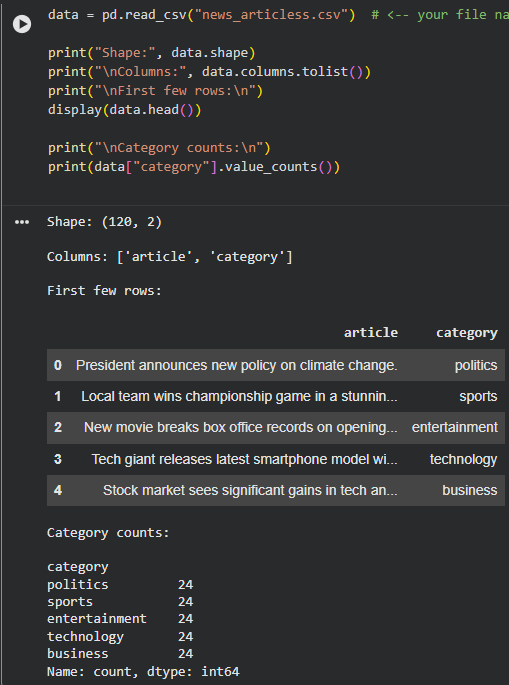 data = pd.read_csv("news_articless.csv")  # <-- your file na
print("Shape:", data.shape)
print("\nColumns:", data.columns.tolist())
print("\nFirst few rows:\n")
display(data.head())
print("\nCategory counts:\n")
print(data["category"].value_counts())
Shape: (120, 2)
Columns: ['article', 'category']
First few rows:
article category
0 President announces new policy on climate change. politics
1 Local team wins championship game in a stunnin... sports
2 New movie breaks box office records on opening... entertainment
3 Tech giant releases latest smartphone model wi... technology
4 Stock market sees significant gains in tech an... business
Category counts:
category
politics 24
sports 24
entertainment 24
technology 24
business 24
Name: count, dtype: int64